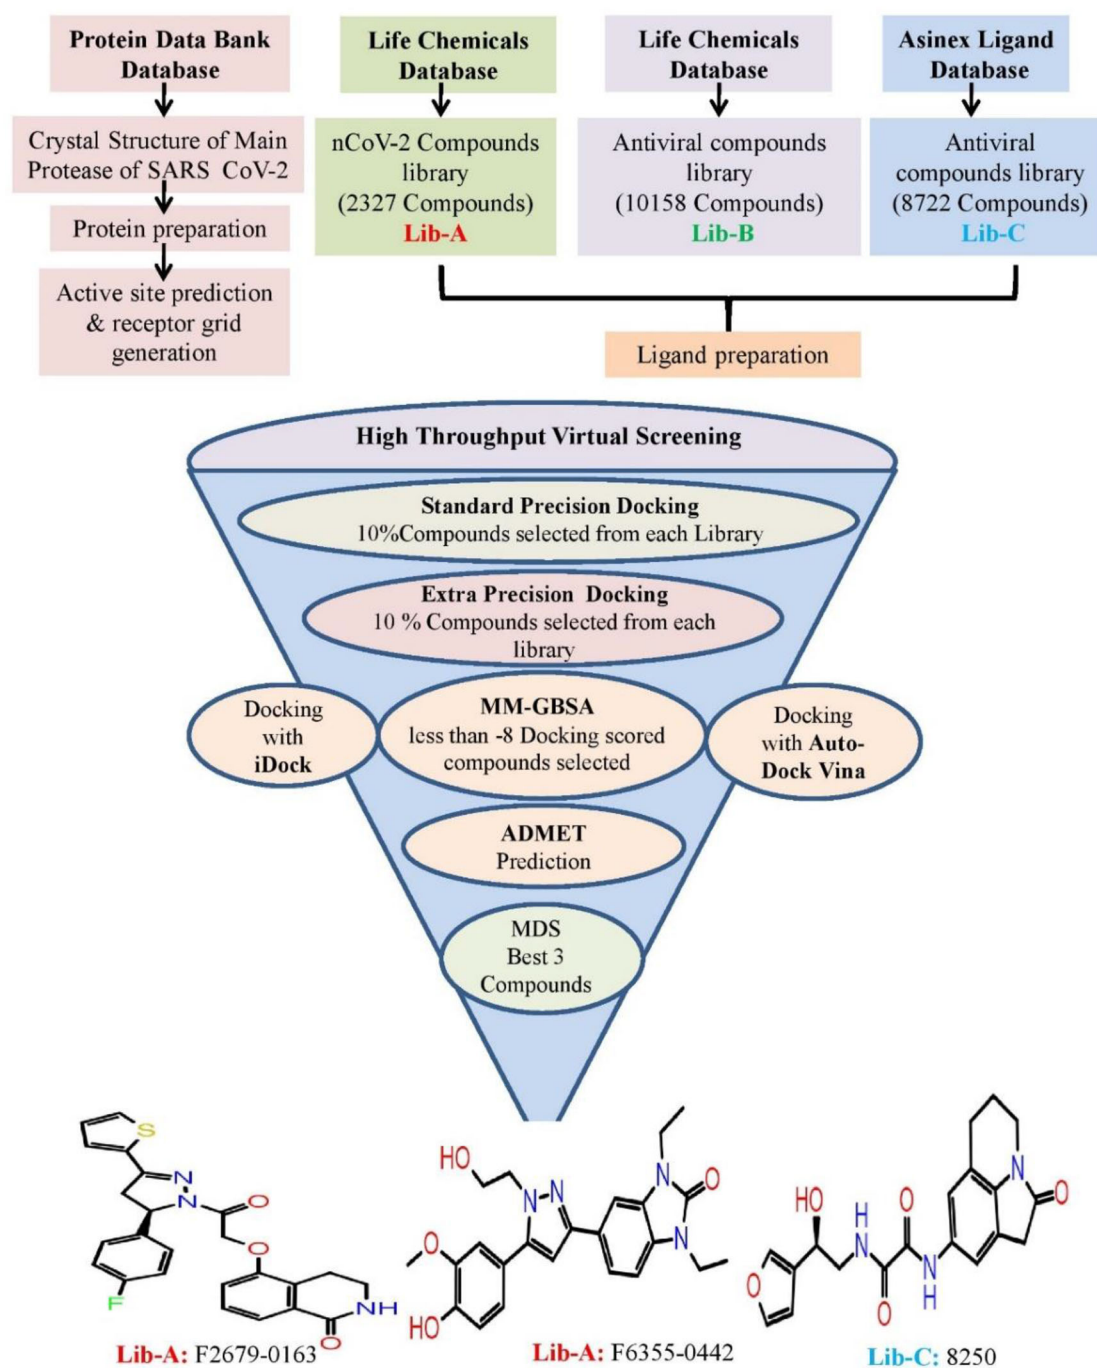 Protein Data Bank
Database
Life Chemicals
Database
Life Chemicals
Database
Asinex Ligand
Database
Crystal Structure of Main
Protease of SARS CoV-2
nCoV-2 Compounds
library
(2327 Compounds)
Lib-A
Antiviral compounds
library
(10158 Compounds)
Lib-B
Antiviral
compounds library
(8722 Compounds)
Lib-C
Protein preparation
Active site prediction
& receptor grid
generation
Ligand preparation
High Throughput Virtual Screening
Standard Precision Docking
10%Compounds selected from each Library
Extra Precision Docking
10 % Compounds selected from each
library
Docking
with
iDock
MM-GBSA
less than -8 Docking scored
compounds selected
Docking
with Auto-
Dock Vina
ADMET
Prediction
MDS
Best 3
Compounds
S
N
N
O
O
F
NH
O
HO
N
N
N
O
N
O
HO
HO
H
N
O
O
N
H
N
O
O
Lib-A: F2679-0163
Lib-A: F6355-0442
Lib-C: 8250